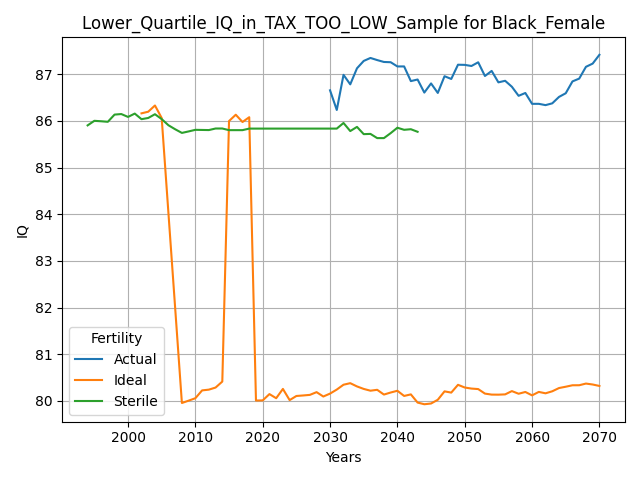 Lower_Quartile_IQ_in_TAX_TOO_LOW_Sample for Black_Female
IQ
87
86
85
84
83
82
81
80
Fertility
Actual
Ideal
Sterile
2000 2010 2020 2030 2040 2050 2060 2070
Years